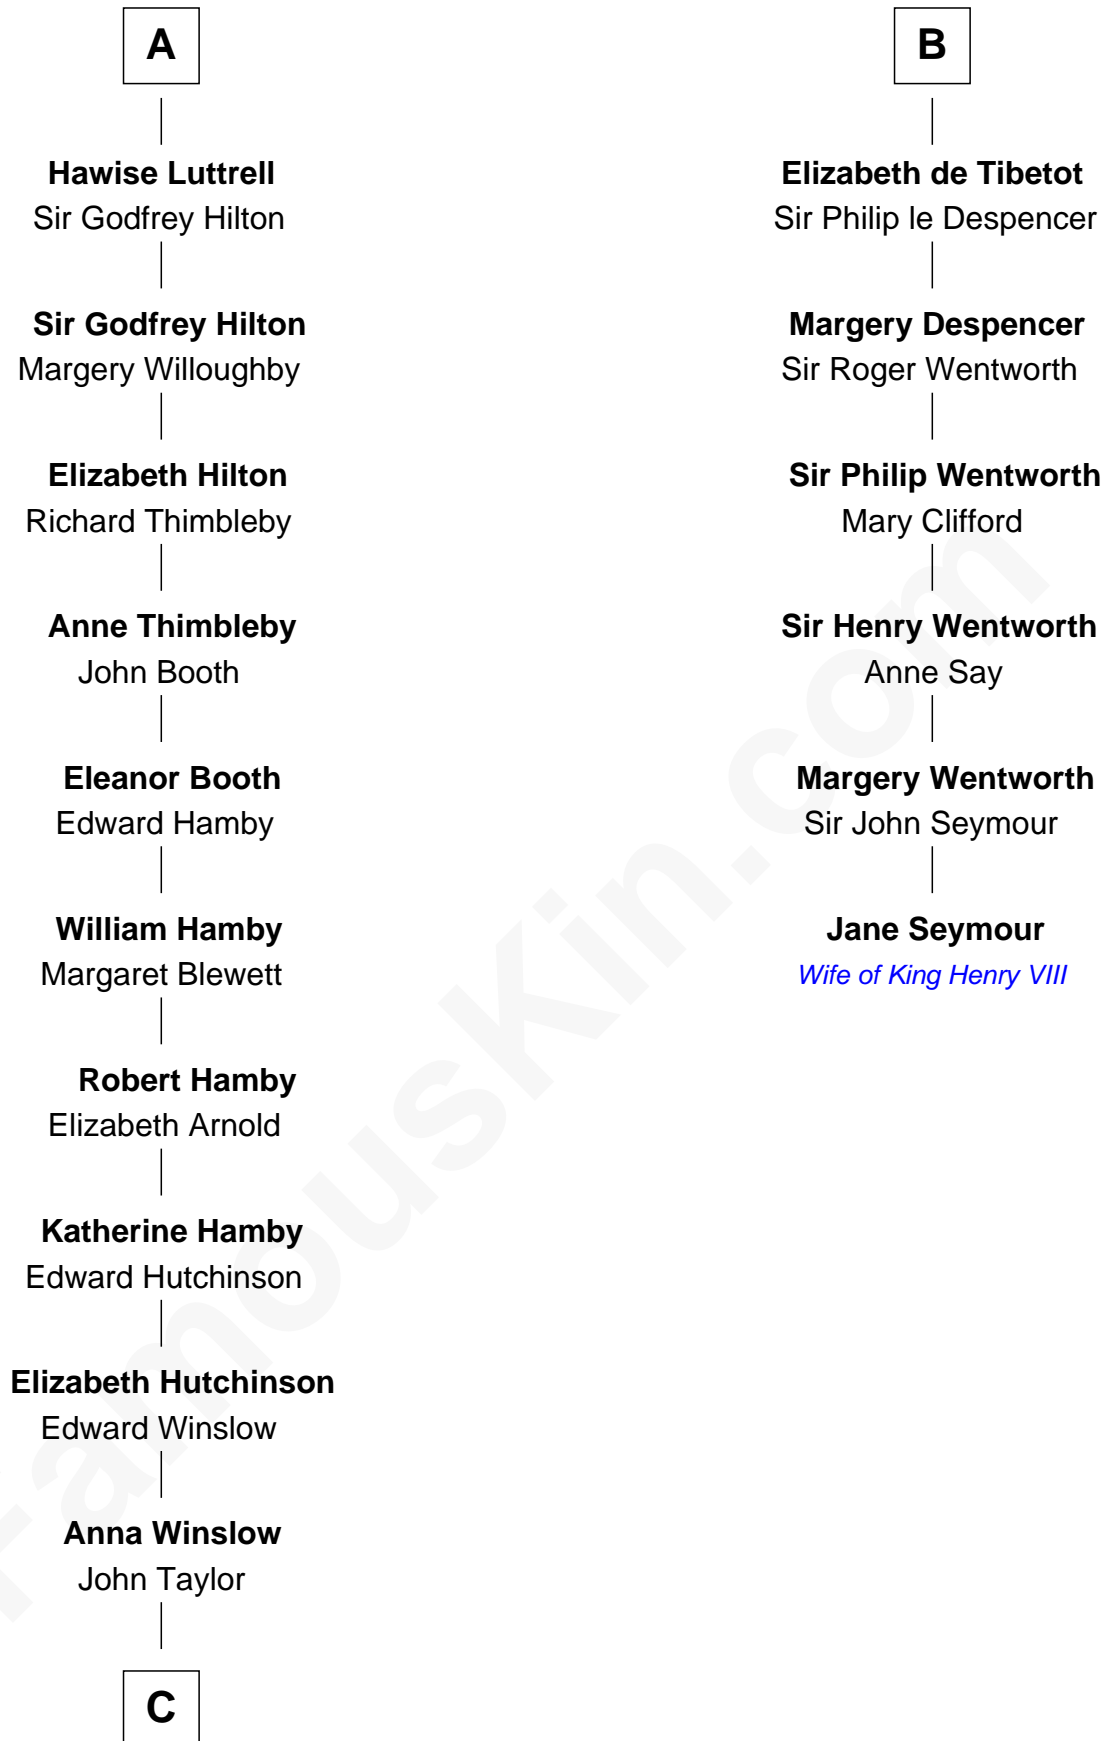 A
Hawise Luttrell
Sir Godfrey Hilton
Sir Godfrey Hilton
Margery Willoughby
Elizabeth Hilton
Richard Thimbleby
Anne Thimbleby
John Booth
Eleanor Booth
Edward Hamby
William Hamby
Margaret Blewett
Robert Hamby
Elizabeth Arnold
Katherine Hamby
Edward Hutchinson
Elizabeth Hutchinson
Edward Winslow
Anna Winslow
John Taylor
C
B
Elizabeth de Tibetot
Sir Philip le Despencer
Margery Despencer
Sir Roger Wentworth
Sir Philip Wentworth
Mary Clifford
Sir Henry Wentworth
Anne Say
Margery Wentworth
Sir John Seymour
Jane Seymour
Wife of King Henry VIII
FamousKin.com